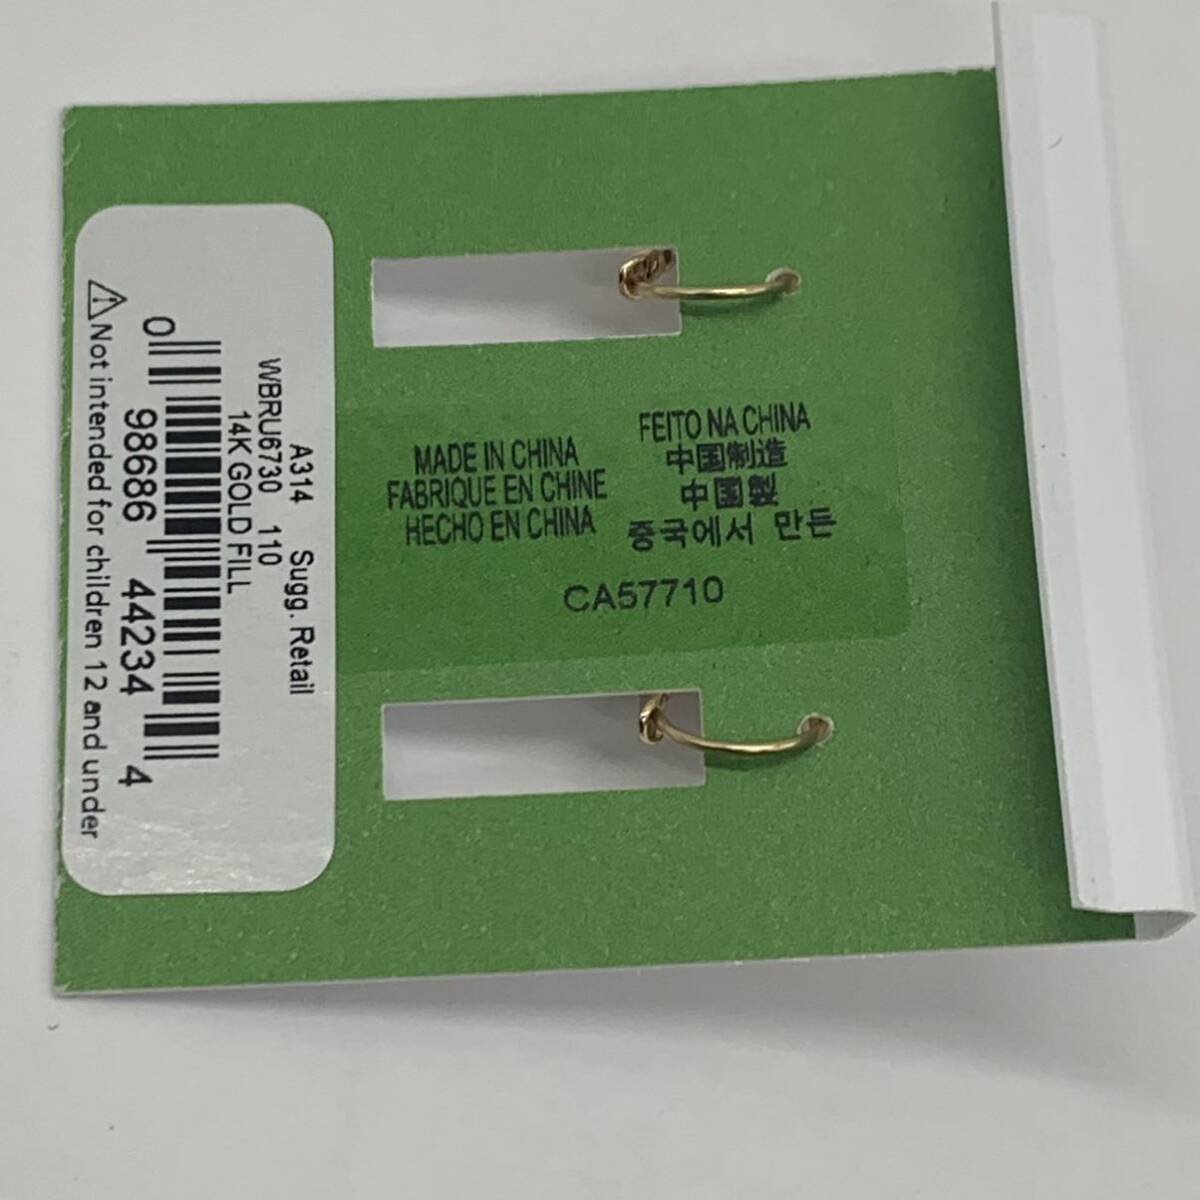 A314 Sugg. Retail
WBRU6730 110
14K GOLD FILL
0 98686 44234 4
Not intended for children 12 and under
MADE IN CHINA
FABRIQUE EN CHINE
HECHO EN CHINA
FEITO NA CHINA
中国制造
中国製
중국에서 만든
CA57710